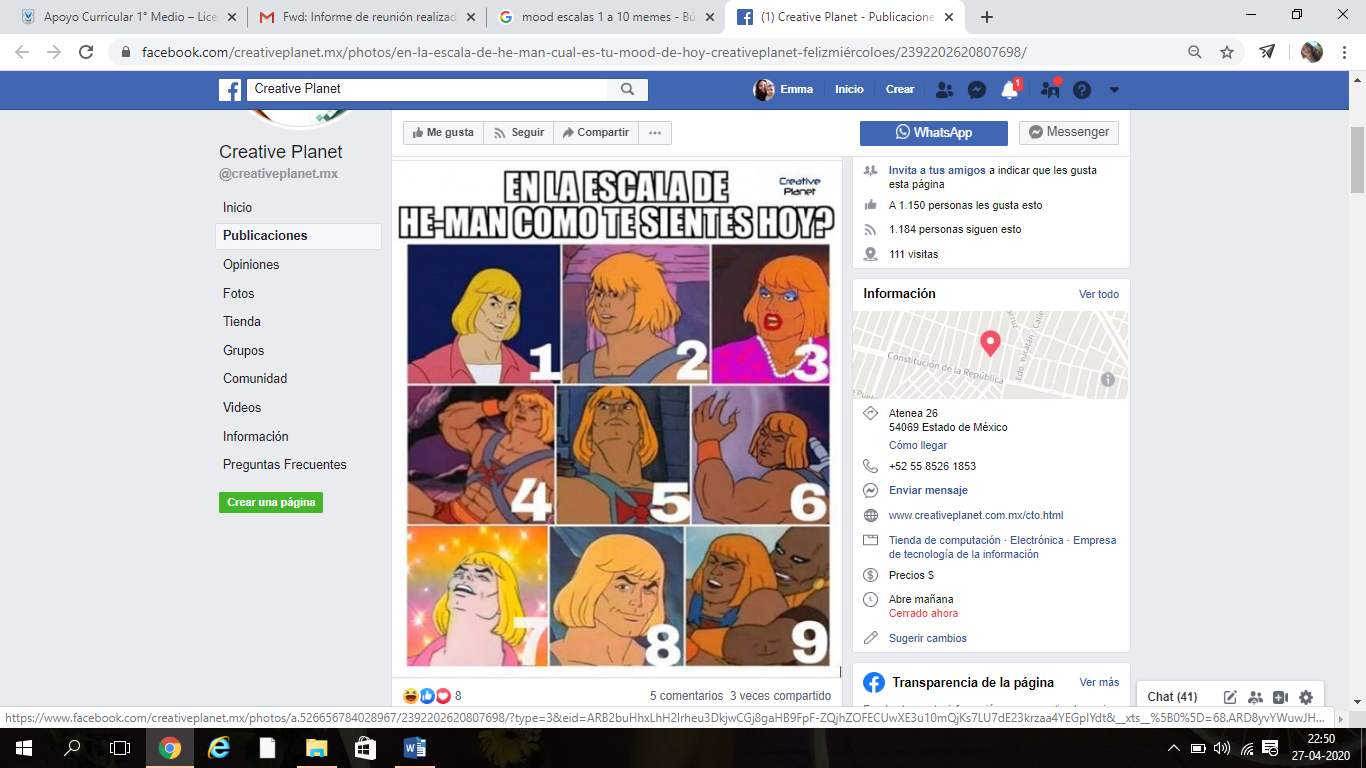 Apoyo Curricular 1° Medio – Lice
Fwd: Informe de reunión realizad
mood escalas 1 a 10 memes - Bú
(1) Creative Planet - Publicacione
facebook.com/creativeplanet.mx/photos/en-la-escala-de-he-man-cual-es-tu-mood-de-hoy-creativeplanet-felizmiércoloes/2392202620807698/
Creative Planet
Emma
Inicio
Crear
1
Creative Planet
@creativeplanet.mx
Inicio
Publicaciones
Opiniones
Fotos
Tienda
Grupos
Comunidad
Videos
Información
Preguntas Frecuentes
Crear una página
Me gusta
Seguir
Compartir
WhatsApp
Messenger
EN LA ESCALA DE
Creative
Planet
HE-MAN COMO TE SIENTES HOY?
1
2
3
4
5
6
7
8
9
8
5 comentarios 3 veces compartido
Invita a tus amigos a indicar que les gusta
esta página
A 1.150 personas les gusta esto
1.184 personas siguen esto
111 visitas
Información
Ver todo
Constitución de la República
Edo. Yucatán
Calle
Atenea 26
54069 Estado de México
Cómo llegar
+52 55 8526 1853
Enviar mensaje
www.creativeplanet.com.mx/cto.html
Tienda de computación · Electrónica · Empresa
de tecnología de la información
Precios $
Abre mañana
Cerrado ahora
Sugerir cambios
Transparencia de la página
Ver más
Chat (41)
22:50
27-04-2020